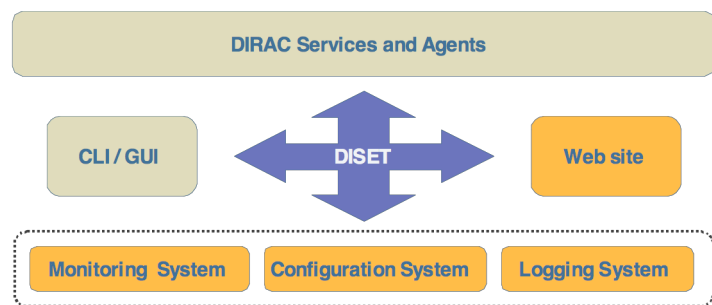 DIRAC Services and Agents
CLI / GUI
DISET
Web site
Monitoring System
Configuration System
Logging System